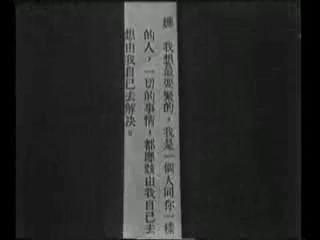 娜 我想最要緊的，我是一個人同你一樣
的人，一切的事情，都應該由我自己去
想由我自己去解決。